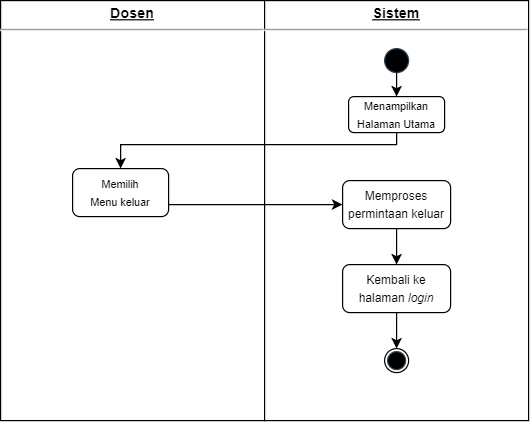 Dosen
Sistem
Menampilkan
Halaman Utama
Memilih
Menu keluar
Memproses
permintaan keluar
Kembali ke
halaman login